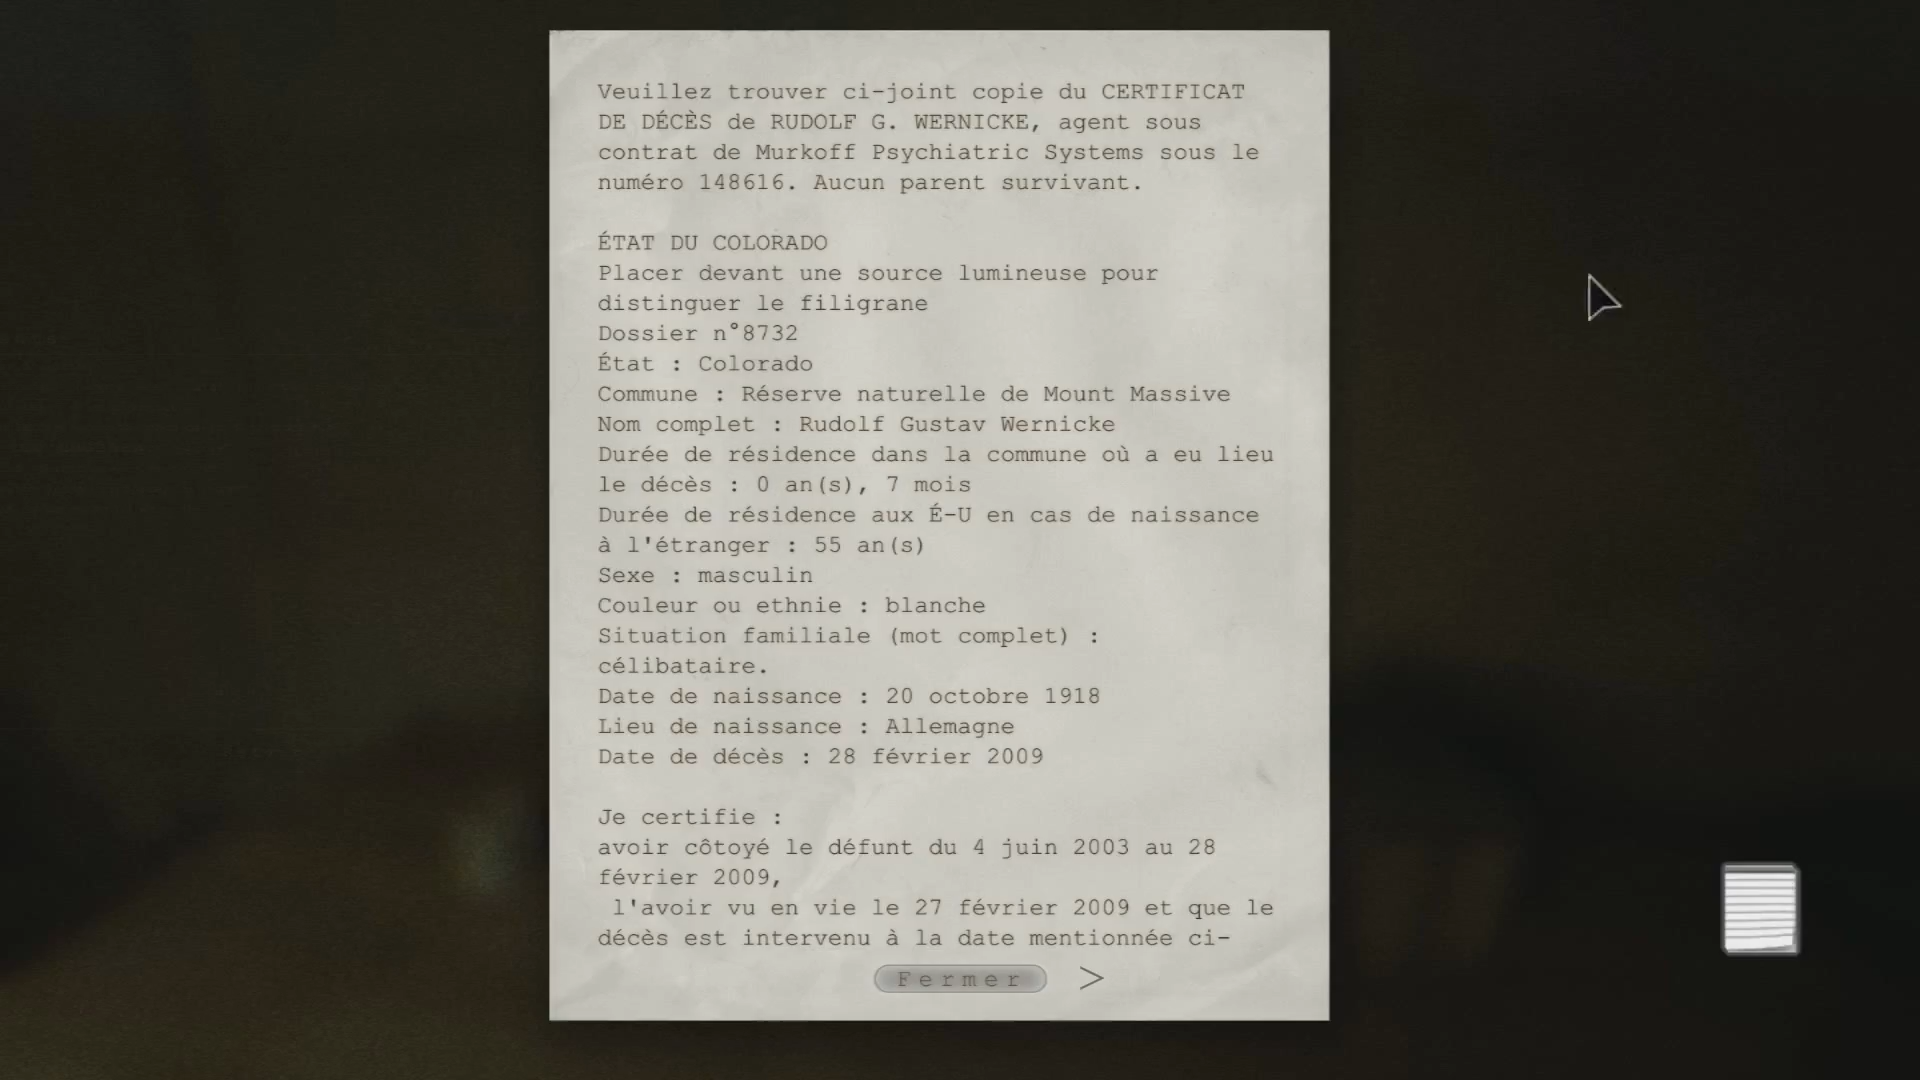 Veuillez trouver ci-joint copie du CERTIFICAT
DE DÉCÈS de RUDOLF G. WERNICKE, agent sous
contrat de Murkoff Psychiatric Systems sous le
numéro 148616. Aucun parent survivant.
ÉTAT DU COLORADO
Placer devant une source lumineuse pour
distinguer le filigrane
Dossier n°8732
État : Colorado
Commune : Réserve naturelle de Mount Massive
Nom complet : Rudolf Gustav Wernicke
Durée de résidence dans la commune où a eu lieu
le décès : 0 an(s), 7 mois
Durée de résidence aux É-U en cas de naissance
à l'étranger : 55 an(s)
Sexe : masculin
Couleur ou ethnie : blanche
Situation familiale (mot complet) :
célibataire.
Date de naissance : 20 octobre 1918
Lieu de naissance : Allemagne
Date de décès : 28 février 2009
Je certifie :
avoir côtoyé le défunt du 4 juin 2003 au 28
février 2009,
l'avoir vu en vie le 27 février 2009 et que le
décès est intervenu à la date mentionnée ci-
Fermer >